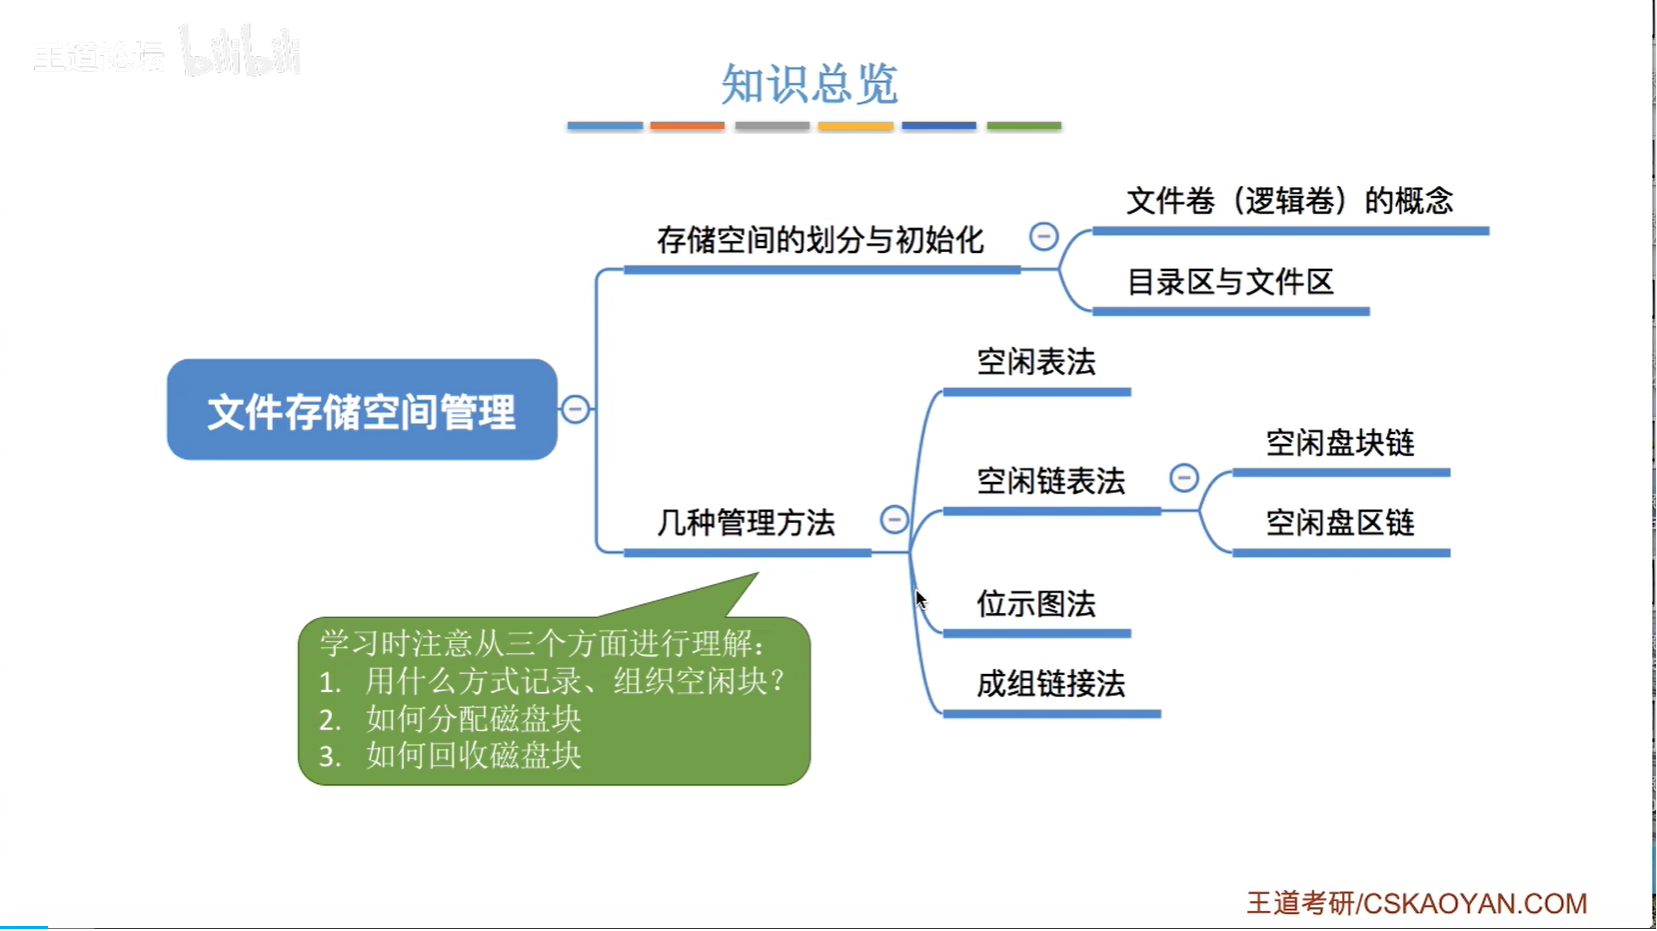 王道论坛 bilibili
知识总览
文件卷（逻辑卷）的概念
存储空间的划分与初始化
目录区与文件区
空闲表法
文件存储空间管理
空闲盘块链
空闲链表法
几种管理方法
空闲盘区链
位示图法
成组链接法
学习时注意从三个方面进行理解：
1. 用什么方式记录、组织空闲块？
2. 如何分配磁盘块
3. 如何回收磁盘块
王道考研/CSKAOYAN.COM